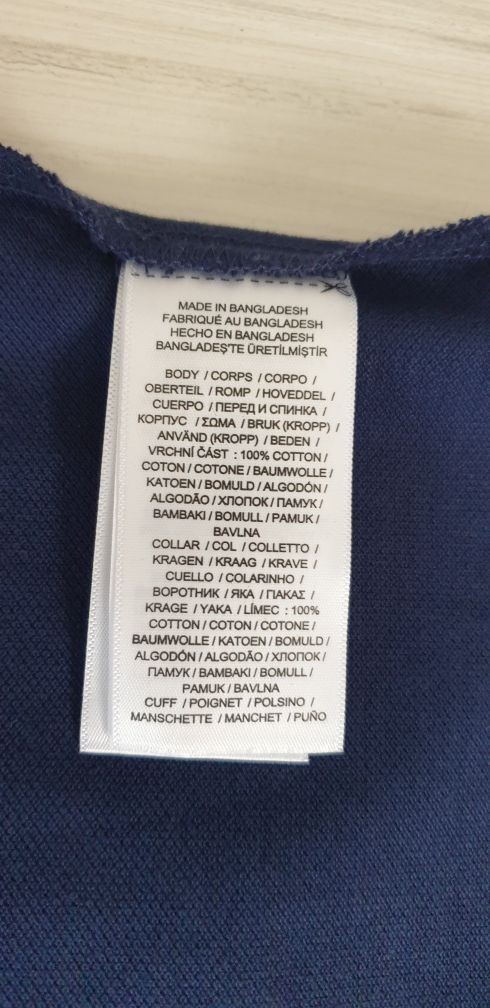 MADE IN BANGLADESH
FABRIQUÉ AU BANGLADESH
HECHO EN BANGLADESH
BANGLADEŞ'TE ÜRETİLMİŞTİR
BODY / CORPS / CORPO /
OBERTEIL / ROMP / HOVEDDEL /
CUERPO / ПЕРЕД И СПИНКА /
КОРПУС / ΣΩΜΑ / BRUK (KROPP) /
ANVÄND (KROPP) / BEDEN /
VRCHNÍ ČÁST : 100% COTTON /
COTON / COTONE / BAUMWOLLE /
KATOEN / BOMULD / ALGODÓN /
ALGODÃO / ХЛОПОК / ПАМУК /
ΒΑΜΒΑΚΙ / BOMULL / PAMUK /
BAVLNA
COLLAR / COL / COLLETTO /
KRAGEN / KRAAG / KRAVE /
CUELLO / COLARINHO /
ВОРОТНИК / ЯКА / ΓΙΑΚΑΣ /
KRAGE / YAKA / LÍMEC : 100%
COTTON / COTON / COTONE /
BAUMWOLLE / KATOEN / BOMULD /
ALGODÓN / ALGODÃO / ХЛОПОК /
ПАМУК / ΒΑΜΒΑΚΙ / BOMULL /
PAMUK / BAVLNA
CUFF / POIGNET / POLSINO /
MANSCHETTE / MANCHET / PUÑO